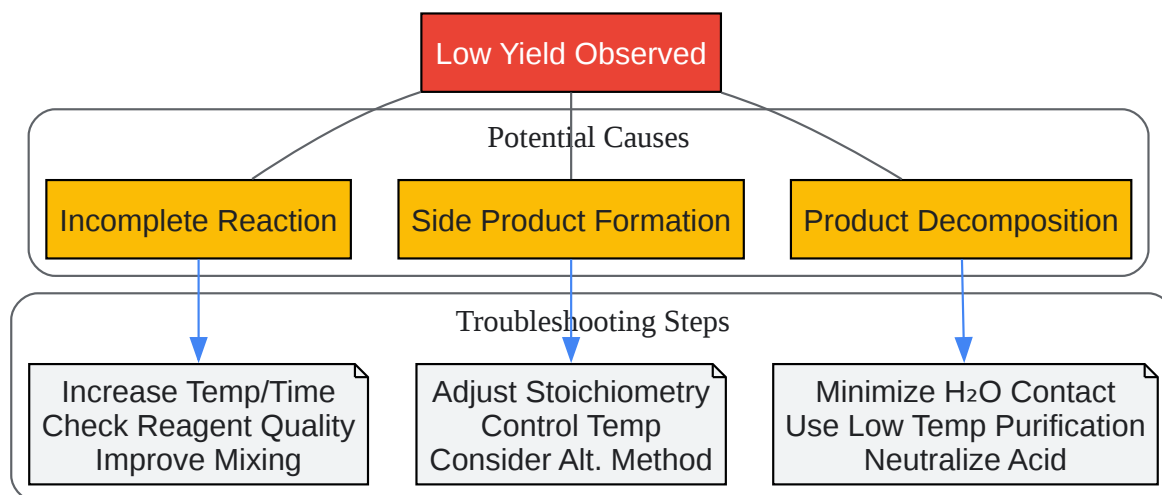 Low Yield Observed
Potential Causes
Incomplete Reaction
Side Product Formation
Product Decomposition
Troubleshooting Steps
Increase Temp/Time
Check Reagent Quality
Improve Mixing
Adjust Stoichiometry
Control Temp
Consider Alt. Method
Minimize H₂O Contact
Use Low Temp Purification
Neutralize Acid